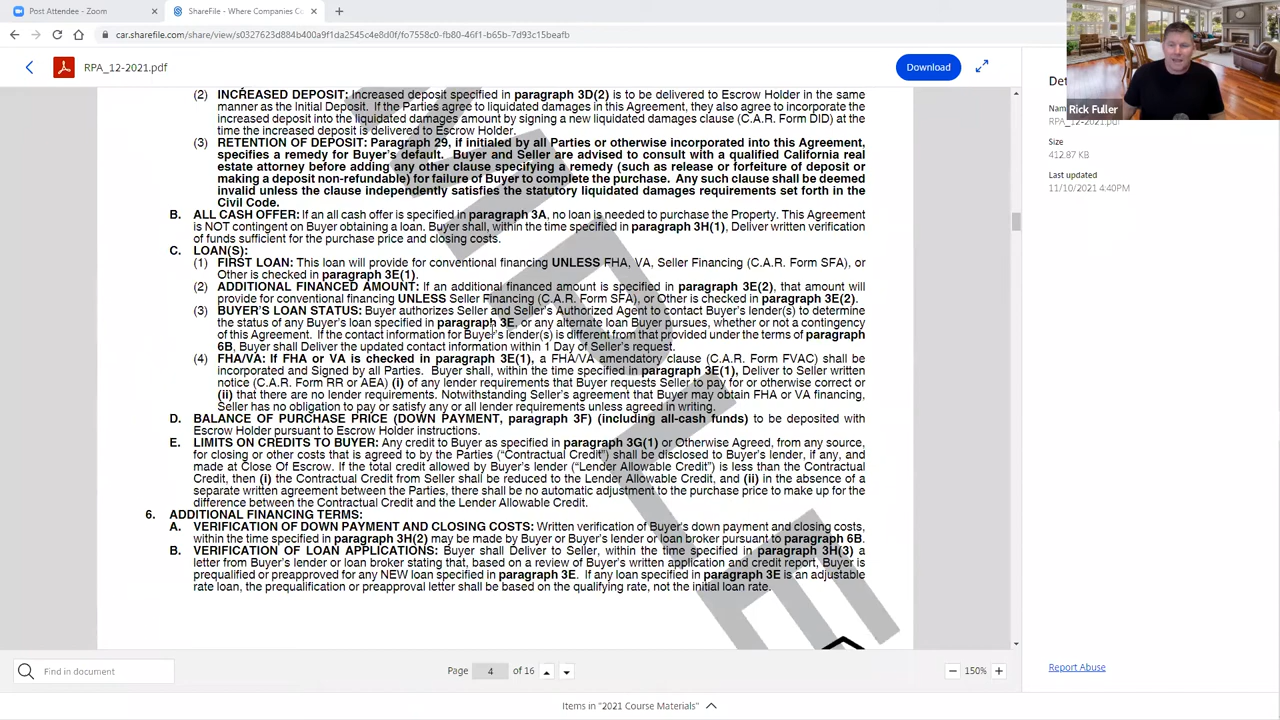 Post Attendee - Zoom
ShareFile - Where Companies Co
car.sharefile.com/share/view/s0327623d884b400a9f1da2545c4e8d0f/fo7558c0-fb80-46f1-b65b-7d93c15beafb
RPA_12-2021.pdf
Download
(2) INCREASED DEPOSIT: Increased deposit specified in paragraph 3D(2) is to be delivered to Escrow Holder in the same
manner as the Initial Deposit. If the Parties agree to liquidated damages in this Agreement, they also agree to incorporate the
increased deposit into the liquidated damages amount by signing a new liquidated damages clause (C.A.R. Form DID) at the
time the increased deposit is delivered to Escrow Holder.
(3) RETENTION OF DEPOSIT: Paragraph 29, if initialed by all Parties or otherwise incorporated into this Agreement,
specifies a remedy for Buyer's default. Buyer and Seller are advised to consult with a qualified California real
estate attorney before adding any other clause specifying a remedy (such as release or forfeiture of deposit or
making a deposit non-refundable) for failure of Buyer to complete the purchase. Any such clause shall be deemed
invalid unless the clause independently satisfies the statutory liquidated damages requirements set forth in the
Civil Code.
B. ALL CASH OFFER: If an all cash offer is specified in paragraph 3A, no loan is needed to purchase the Property. This Agreement
is NOT contingent on Buyer obtaining a loan. Buyer shall, within the time specified in paragraph 3H(1), Deliver written verification
of funds sufficient for the purchase price and closing costs.
C. LOAN(S):
(1) FIRST LOAN: This loan will provide for conventional financing UNLESS FHA, VA, Seller Financing (C.A.R. Form SFA), or
Other is checked in paragraph 3E(1).
(2) ADDITIONAL FINANCED AMOUNT: If an additional financed amount is specified in paragraph 3E(2), that amount will
provide for conventional financing UNLESS Seller Financing (C.A.R. Form SFA), or Other is checked in paragraph 3E(2).
(3) BUYER'S LOAN STATUS: Buyer authorizes Seller and Seller's Authorized Agent to contact Buyer's lender(s) to determine
the status of any Buyer's loan specified in paragraph 3E, or any alternate loan Buyer pursues, whether or not a contingency
of this Agreement. If the contact information for Buyer's lender(s) is different from that provided under the terms of paragraph
6B, Buyer shall Deliver the updated contact information within 1 Day of Seller's request.
(4) FHA/VA: If FHA or VA is checked in paragraph 3E(1), a FHA/VA amendatory clause (C.A.R. Form FVAC) shall be
incorporated and Signed by all Parties. Buyer shall, within the time specified in paragraph 3E(1), Deliver to Seller written
notice (C.A.R. Form RR or AEA) (i) of any lender requirements that Buyer requests Seller to pay for or otherwise correct or
(ii) that there are no lender requirements. Notwithstanding Seller's agreement that Buyer may obtain FHA or VA financing,
Seller has no obligation to pay or satisfy any or all lender requirements unless agreed in writing.
D. BALANCE OF PURCHASE PRICE (DOWN PAYMENT, paragraph 3F) (including all-cash funds) to be deposited with
Escrow Holder pursuant to Escrow Holder instructions.
E. LIMITS ON CREDITS TO BUYER: Any credit to Buyer as specified in paragraph 3G(1) or Otherwise Agreed, from any source,
for closing or other costs that is agreed to by the Parties ("Contractual Credit") shall be disclosed to Buyer's lender, if any, and
made at Close Of Escrow. If the total credit allowed by Buyer's lender ("Lender Allowable Credit") is less than the Contractual
Credit, then (i) the Contractual Credit from Seller shall be reduced to the Lender Allowable Credit, and (ii) in the absence of a
separate written agreement between the Parties, there shall be no automatic adjustment to the purchase price to make up for the
difference between the Contractual Credit and the Lender Allowable Credit.
6. ADDITIONAL FINANCING TERMS:
A. VERIFICATION OF DOWN PAYMENT AND CLOSING COSTS: Written verification of Buyer's down payment and closing costs,
within the time specified in paragraph 3H(2) may be made by Buyer or Buyer's lender or loan broker pursuant to paragraph 6B.
B. VERIFICATION OF LOAN APPLICATIONS: Buyer shall Deliver to Seller, within the time specified in paragraph 3H(3) a
letter from Buyer's lender or loan broker stating that, based on a review of Buyer's written application and credit report, Buyer is
prequalified or preapproved for any NEW loan specified in paragraph 3E. If any loan specified in paragraph 3E is an adjustable
rate loan, the prequalification or preapproval letter shall be based on the qualifying rate, not the initial loan rate.
Rick Fuller
RPA_12-2021.pdf
Size
412.87 KB
Last updated
11/10/2021 4:40PM
Find in document
Page 4 of 16
150%
Report Abuse
Items in "2021 Course Materials"